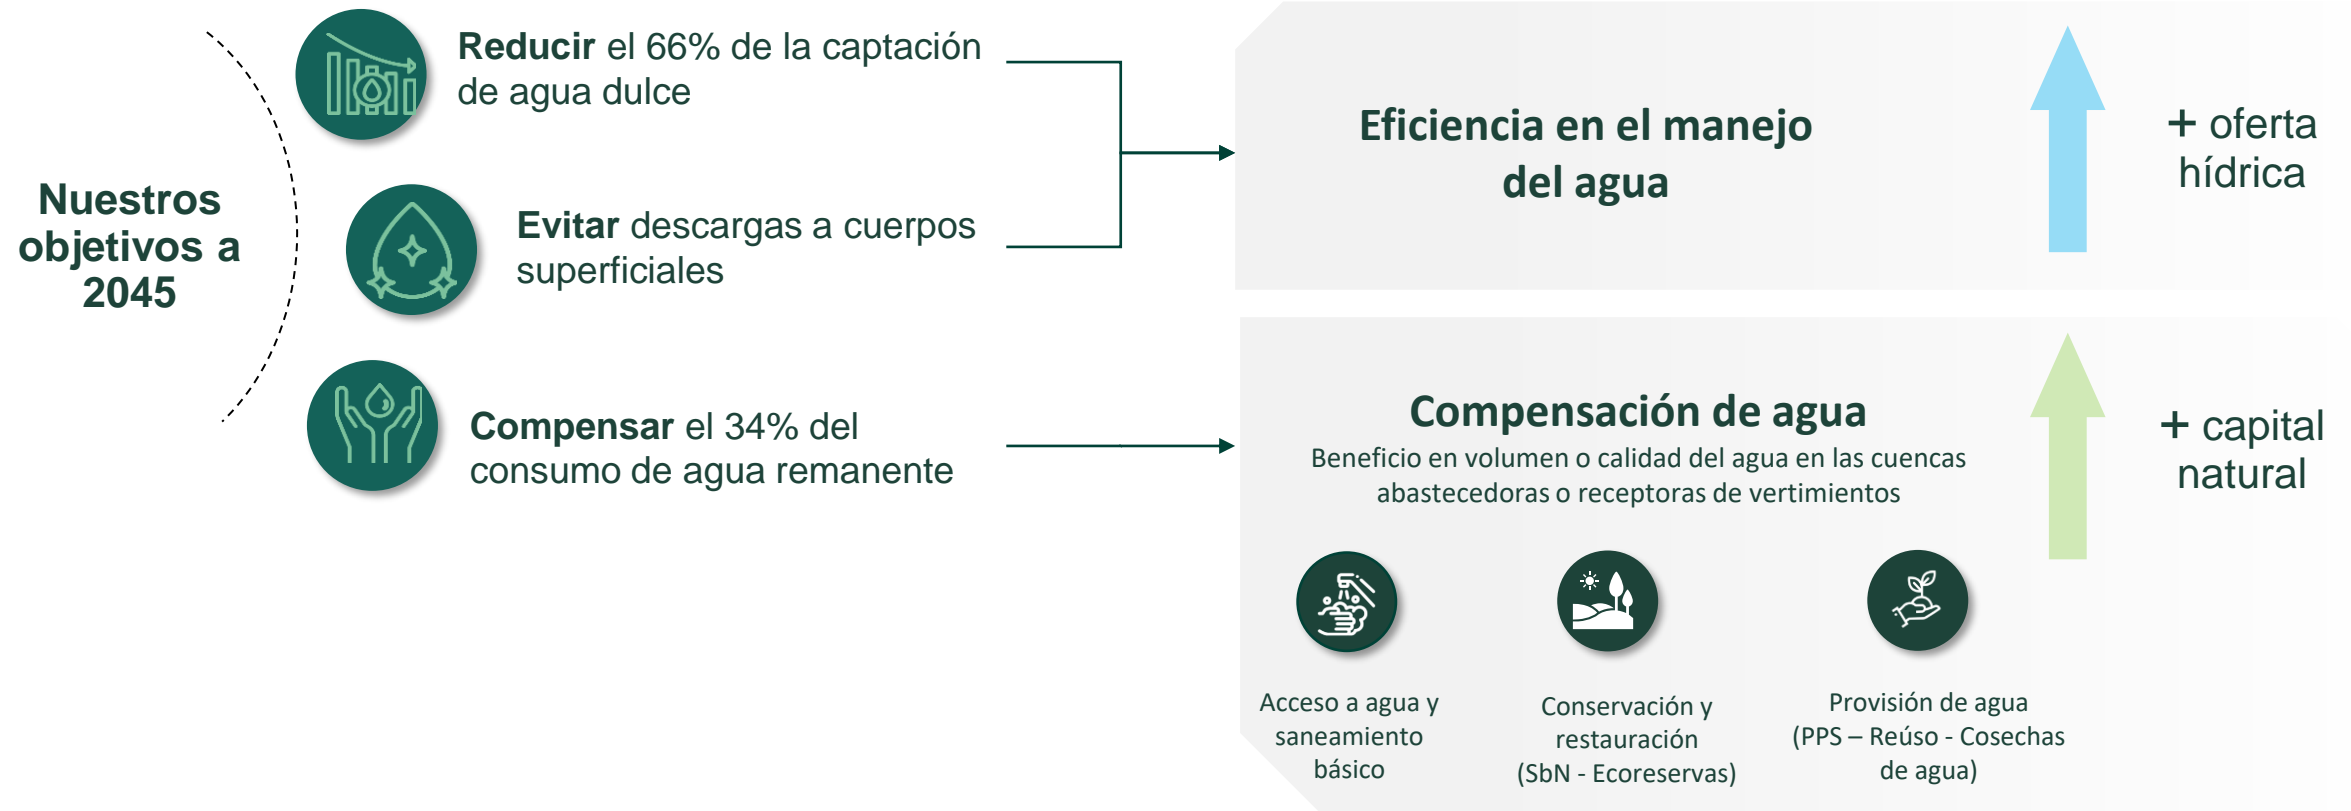 Nuestros
objetivos a
2045
Reducir el 66% de la captación
de agua dulce
Evitar descargas a cuerpos
superficiales
Compensar el 34% del
consumo de agua remanente
Eficiencia en el manejo
del agua
+ oferta
hídrica
Compensación de agua
Beneficio en volumen o calidad del agua en las cuencas
abastecedoras o receptoras de vertimientos
+ capital
natural
Acceso a agua y
saneamiento
básico
Conservación y
restauración
(SbN - Ecoreservas)
Provisión de agua
(PPS – Reúso - Cosechas
de agua)